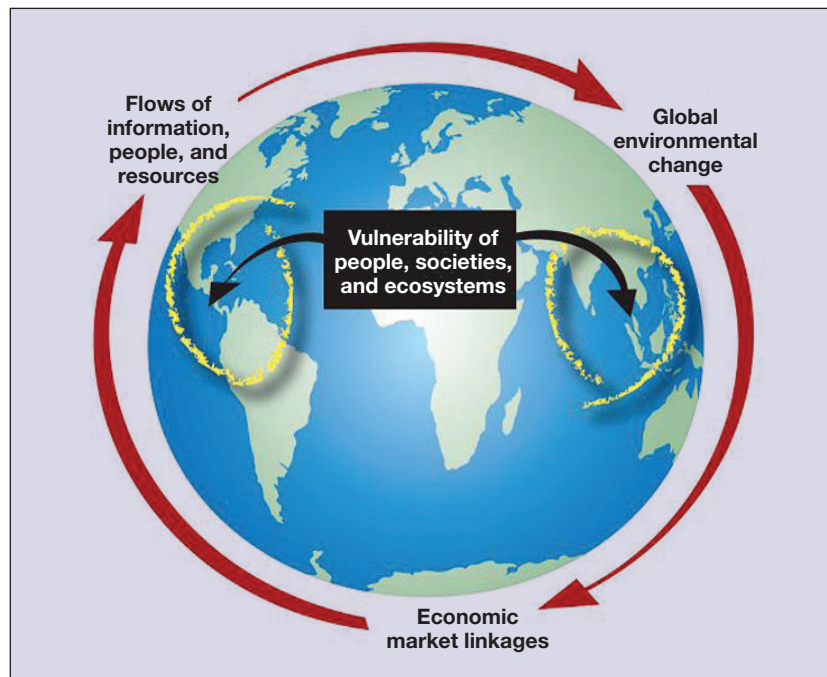 Flows of
information,
people, and
resources
Global
environmental
change
Vulnerability of
people, societies,
and ecosystems
Economic
market linkages